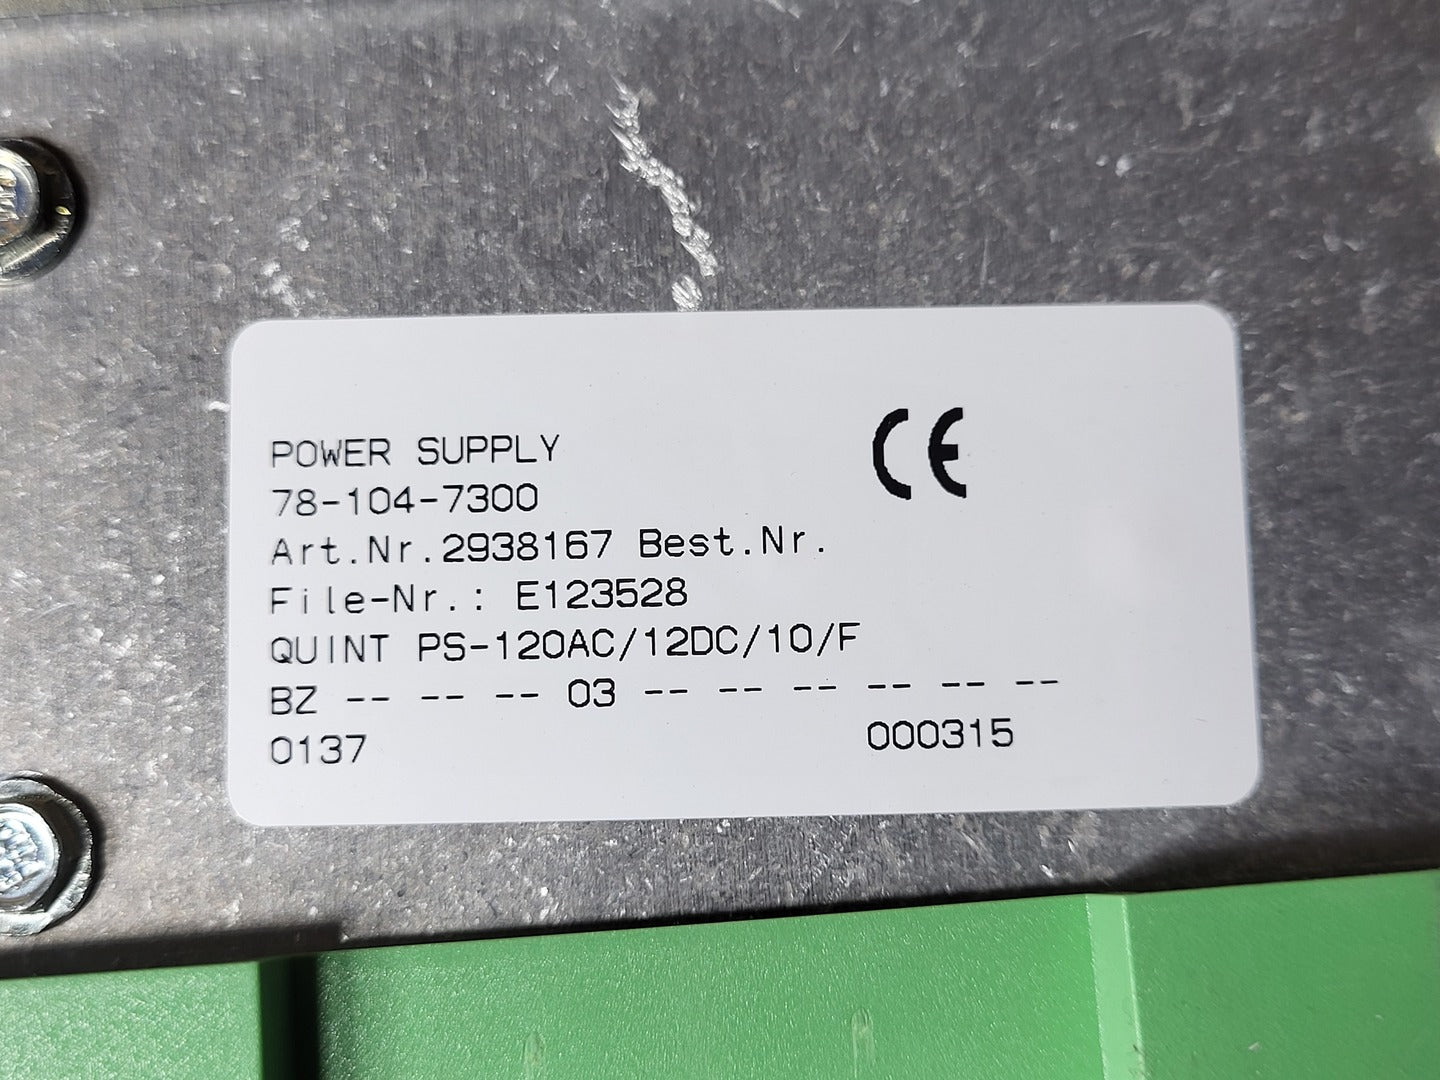 POWER SUPPLY
CE
78-104-7300
Art.Nr.2938167 Best.Nr.
File-Nr.: E123528
QUINT PS-120AC/12DC/10/F
BZ -- -- -- 03 -- -- -- -- -- --
0137 000315